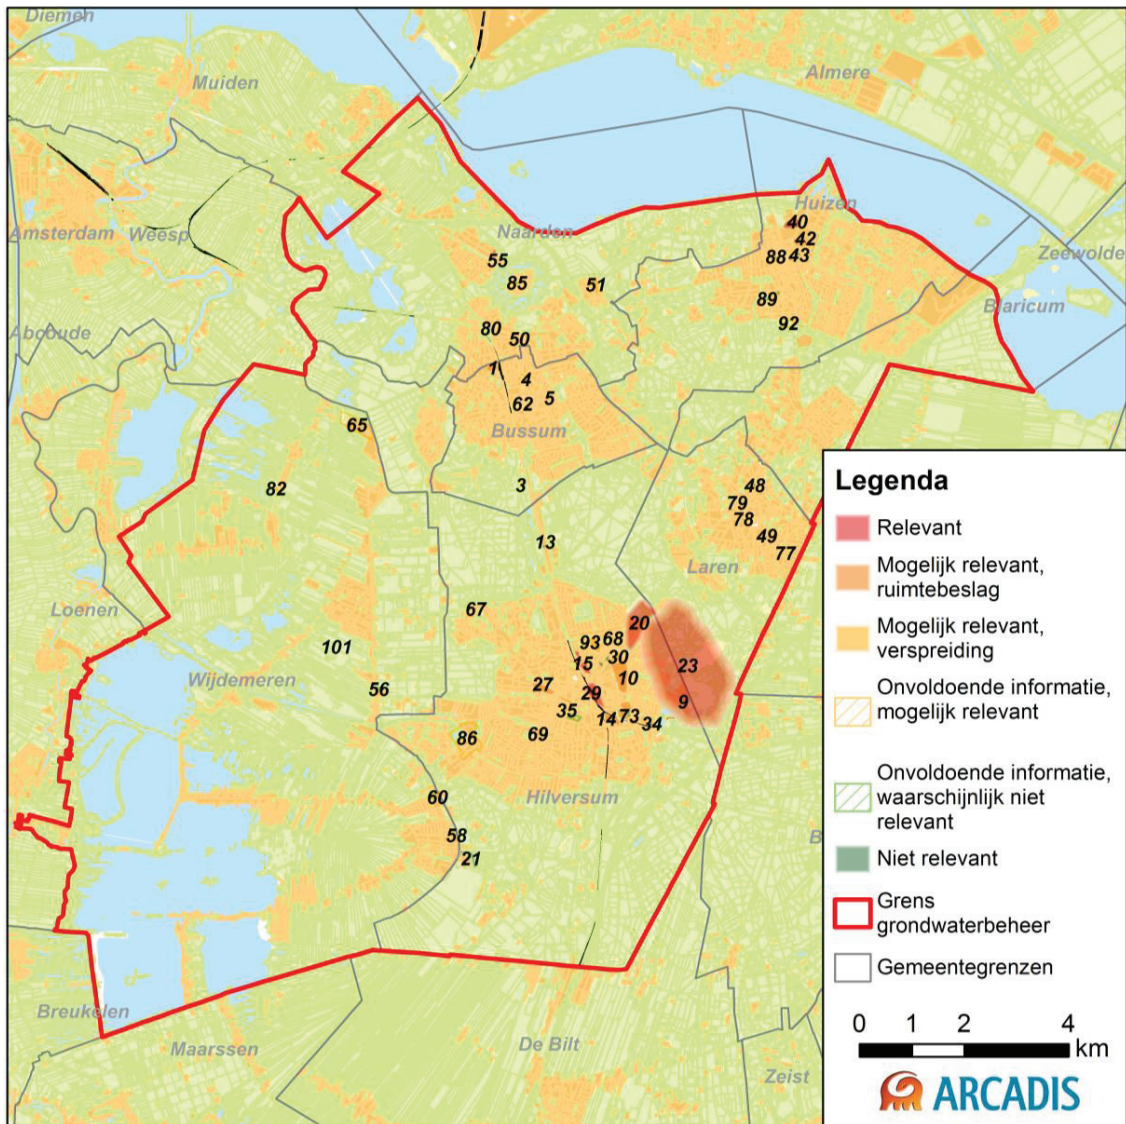 Diemen
Muiden
Almere
Huizen
40
Amsterdam
Weesp
Naarden
42
55
88
43
Zeewolde
85
51
89
Blaricum
Abcoude
80
50
92
1
4
62
5
65
Bussum
82
3
48
79
78
13
49
77
Laren
Loenen
67
20
93
68
101
15
30
23
Wijdemeren
56
27
10
29
9
35
14
73
34
86
69
60
Hilversum
58
21
B
Breukelen
Maarssen
De Bilt
Zeist
Legenda
Relevant
Mogelijk relevant,
ruimtebeslag
Mogelijk relevant,
verspreiding
Onvoldoende informatie,
mogelijk relevant
Onvoldoende informatie,
waarschijnlijk niet
relevant
Niet relevant
Grens
grondwaterbeheer
Gemeentegrenzen
0 1 2 4
km
ARCADIS